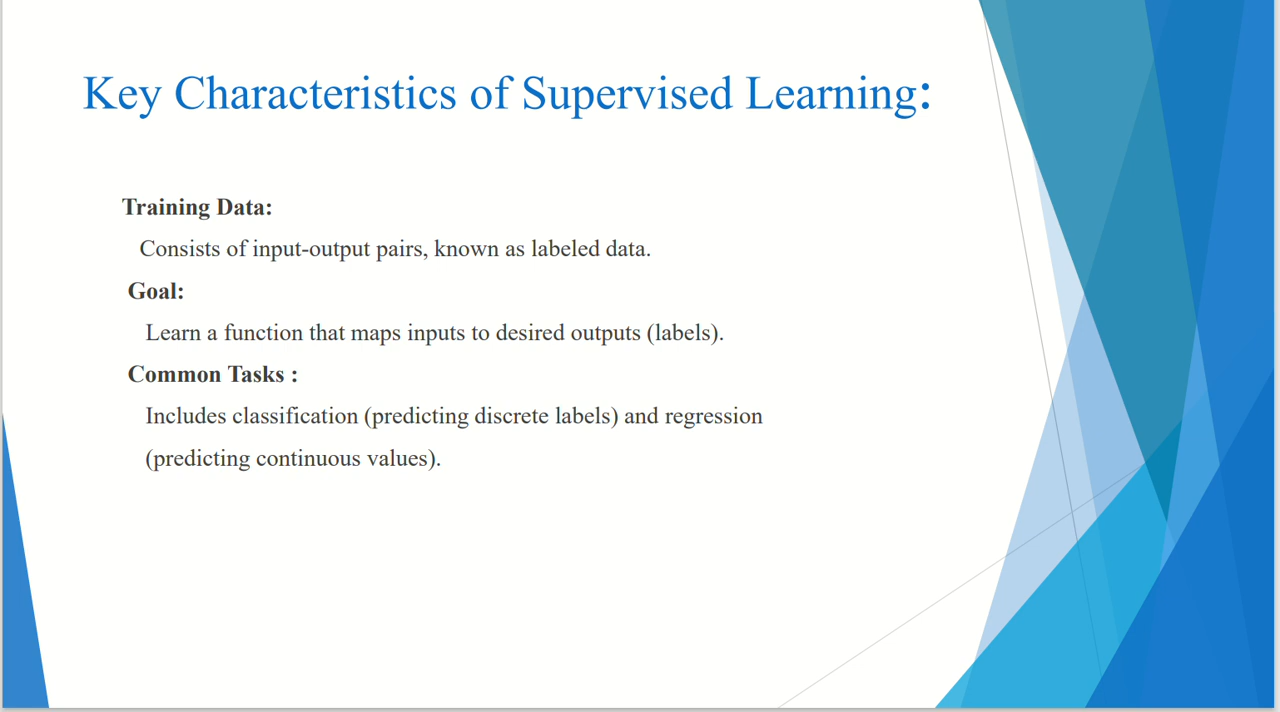 Key Characteristics of Supervised Learning:
Training Data:
Consists of input-output pairs, known as labeled data.
Goal:
Learn a function that maps inputs to desired outputs (labels).
Common Tasks :
Includes classification (predicting discrete labels) and regression
(predicting continuous values).